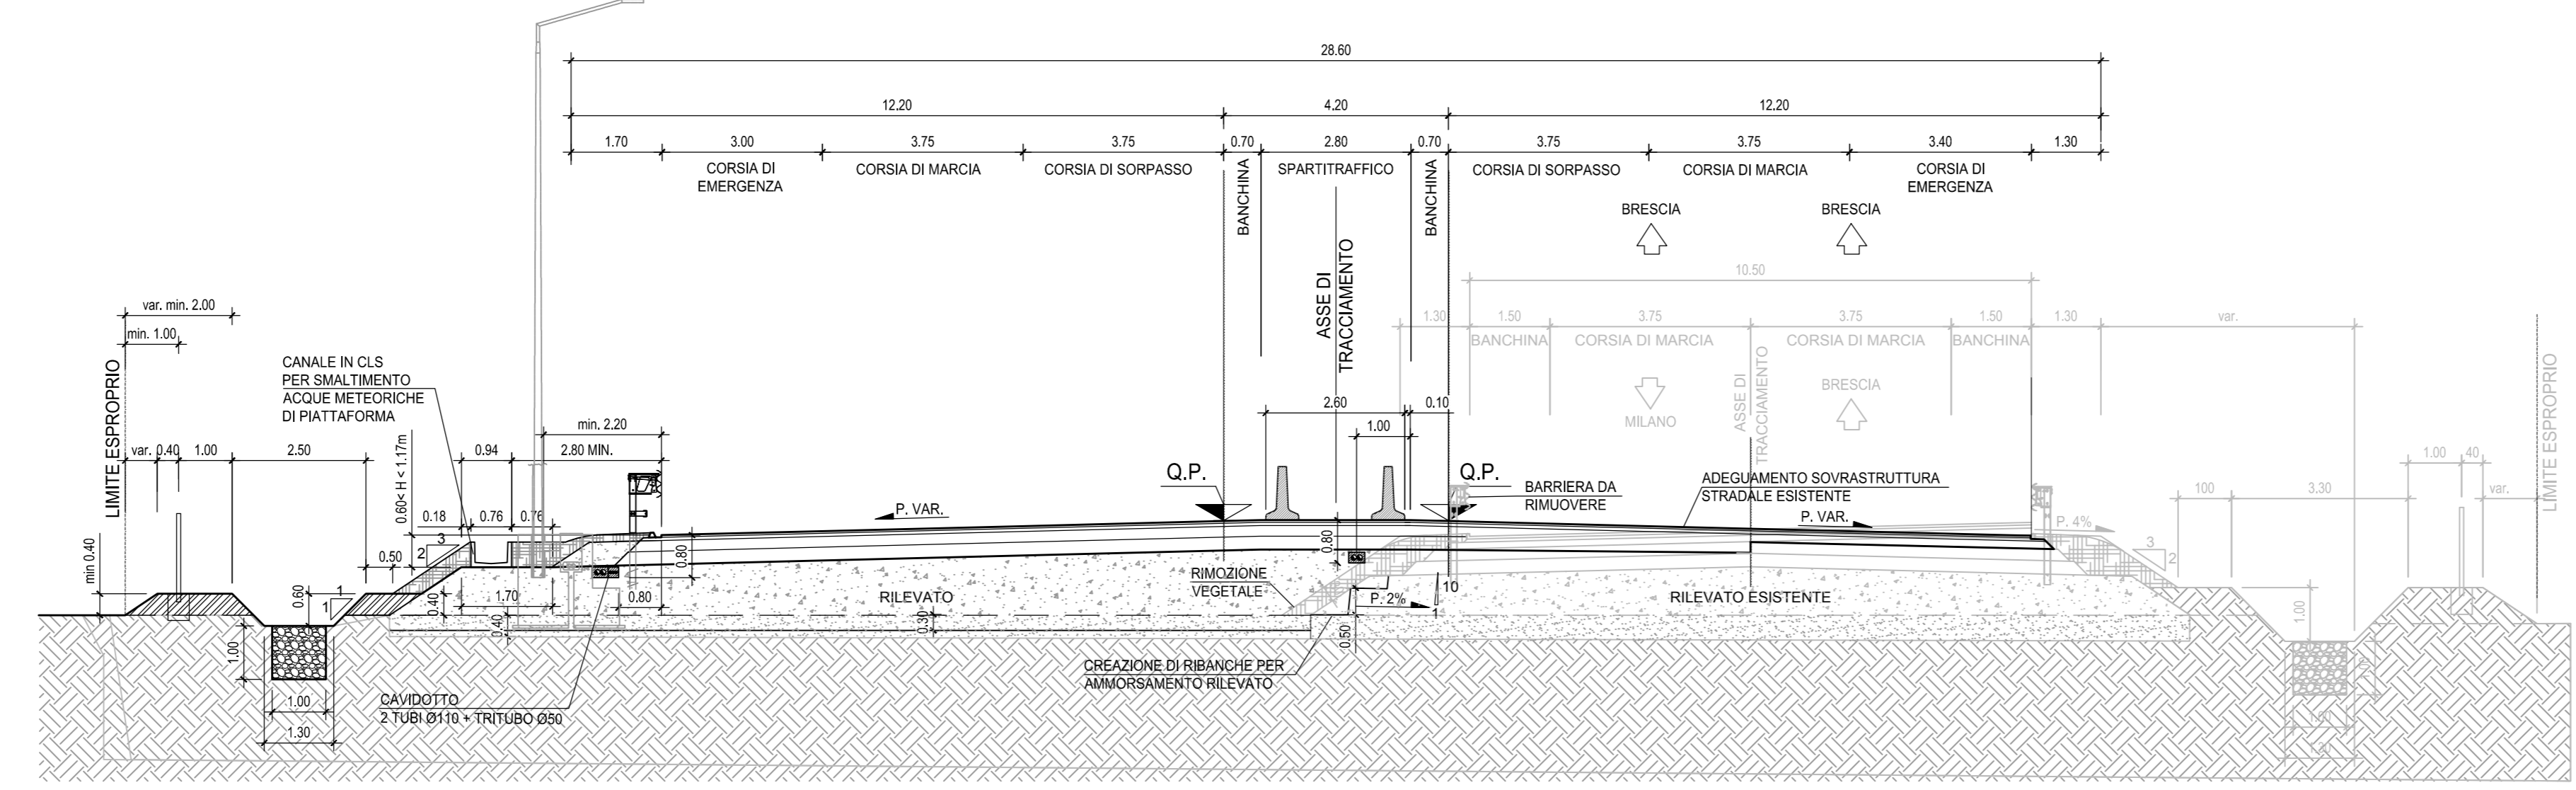 28.60
12.20
4.20
12.20
1.70
3.00
3.75
3.75
0.70
2.80
0.70
3.75
3.75
3.40
1.30
CORSIA DI
EMERGENZA
CORSIA DI MARCIA
CORSIA DI SORPASSO
BANCHINA
SPARTITRAFFICO
BANCHINA
CORSIA DI SORPASSO
CORSIA DI MARCIA
CORSIA DI
EMERGENZA
BRESCIA
BRESCIA
ASSE DI
TRACCIAMENTO
10.50
1.30
1.50
3.75
3.75
1.50
1.30
var.
BANCHINA
CORSIA DI MARCIA
CORSIA DI MARCIA
BANCHINA
ASSE DI
TRACCIAMENTO
MILANO
BRESCIA
LIMITE ESPROPRIO
var. min. 2.00
min. 1.00
LIMITE ESPROPRIO
CANALE IN CLS
PER SMALTIMENTO
ACQUE METEORICHE
DI PIATTAFORMA
var.
0.40
1.00
2.50
0.60< H < 1.17m
0.94
2.80 MIN.
min. 2.20
2.60
0.10
1.00
Q.P.
Q.P.
BARRIERA DA
RIMUOVERE
ADEGUAMENTO SOVRASTRUTTURA
STRADALE ESISTENTE
1.00
40
100
3.30
var.
0.18
0.76
0.76
P. VAR.
P. VAR.
P. 4%
3
2
3
2
min 0.40
0.50
0.80
0.80
0.60
1
1
0.40
1.70
0.80
RILEVATO
RIMOZIONE
VEGETALE
P. 2%
10
1
RILEVATO ESISTENTE
0.40
0.30
0.50
1.00
1.00
CREAZIONE DI RIBANCHE PER
AMMORSAMENTO RILEVATO
1.00
1.00
1.30
CAVIDOTTO
2 TUBI Ø110 + TRITUBO Ø50
1.00
1.30